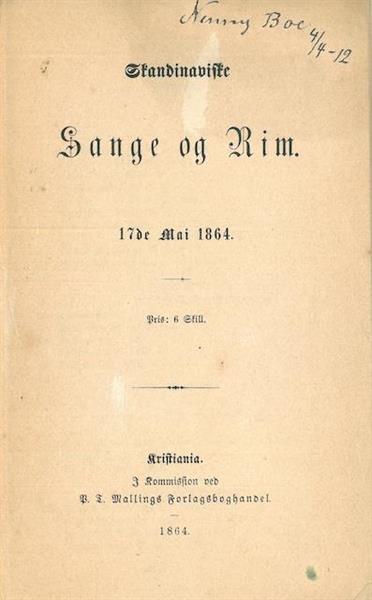 Nenny Boe
4/4-12
Skandinaviske
Sange og Rim.
17de Mai 1864.
Pris: 6 Skill.
Kristiania.
I Kommission ved
P. T. Mallings Forlagsboghandel.
1864.